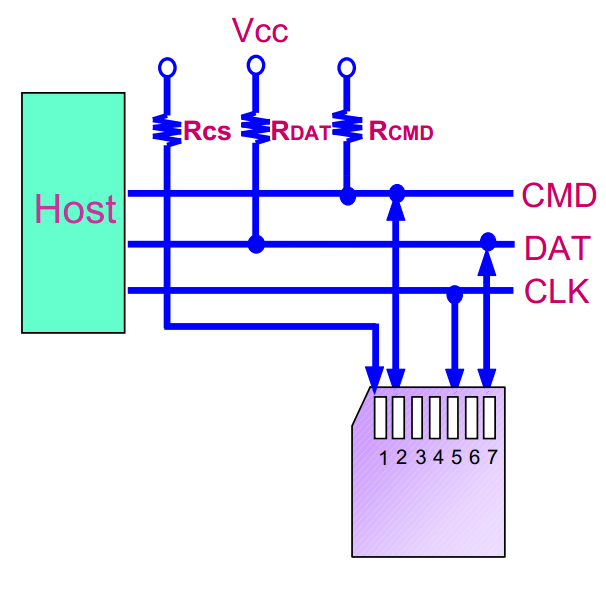 Vcc
Rcs RDAT RCMD
Host
CMD
DAT
CLK
1 2 3 4 5 6 7